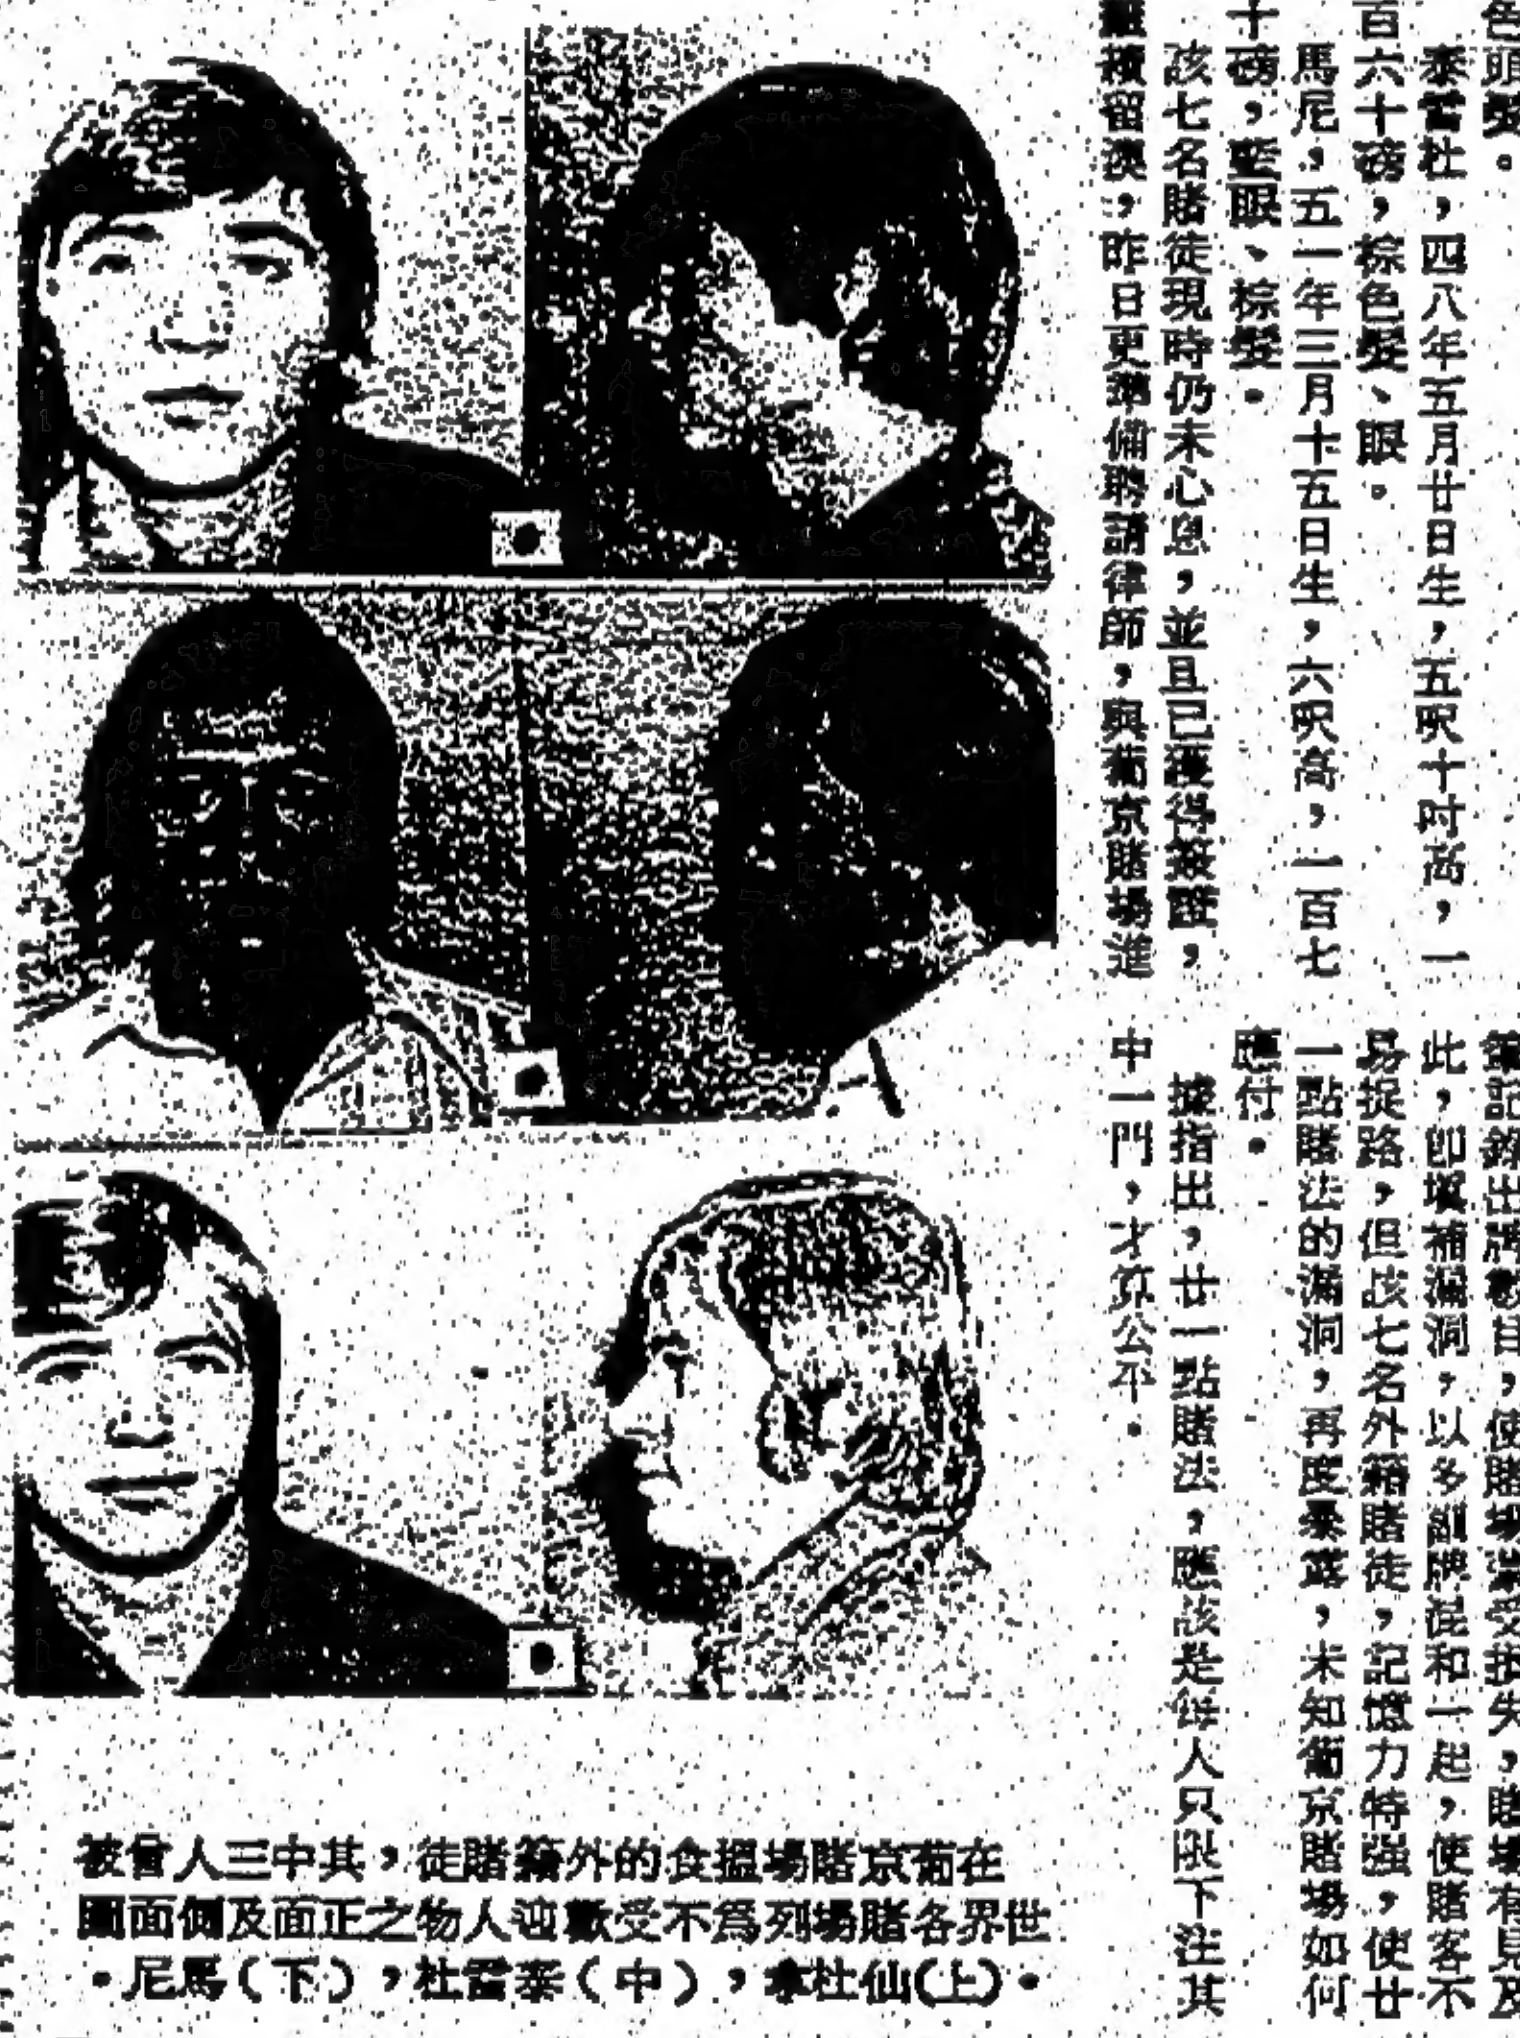 色頭髮。
泰雷杜，四八年五月廿日生，五呎十吋高，一
百六十磅，棕色髮、眼。
馬尼，五一年三月十五日生，六呎高，一百七
十磅，藍眼、棕髮。
該七名賭徒現時仍未心息，並且已獲得簽證，
繼續留澳，昨日更準備聘請律師，與葡京賭場進
錄記錄出牌數目，使賭場蒙受損失，賭場有見及
此，卽塡補漏洞，以多副牌混和一起，使賭客不
易捉路，但該七名外籍賭徒，記憶力特强，使廿
一點賭法的漏洞，再度暴露，未知葡京賭場如何
應付。
據指出，廿一點賭法，應該是每人只限下注其
中一門，才算公平。
在葡京賭場搵食的外籍賭徒，其中三人曾被
世界各賭場列爲不受歡迎人物之正面及側面圖
。(上)仙杜拿，（中）泰雷杜，（下）馬尼。